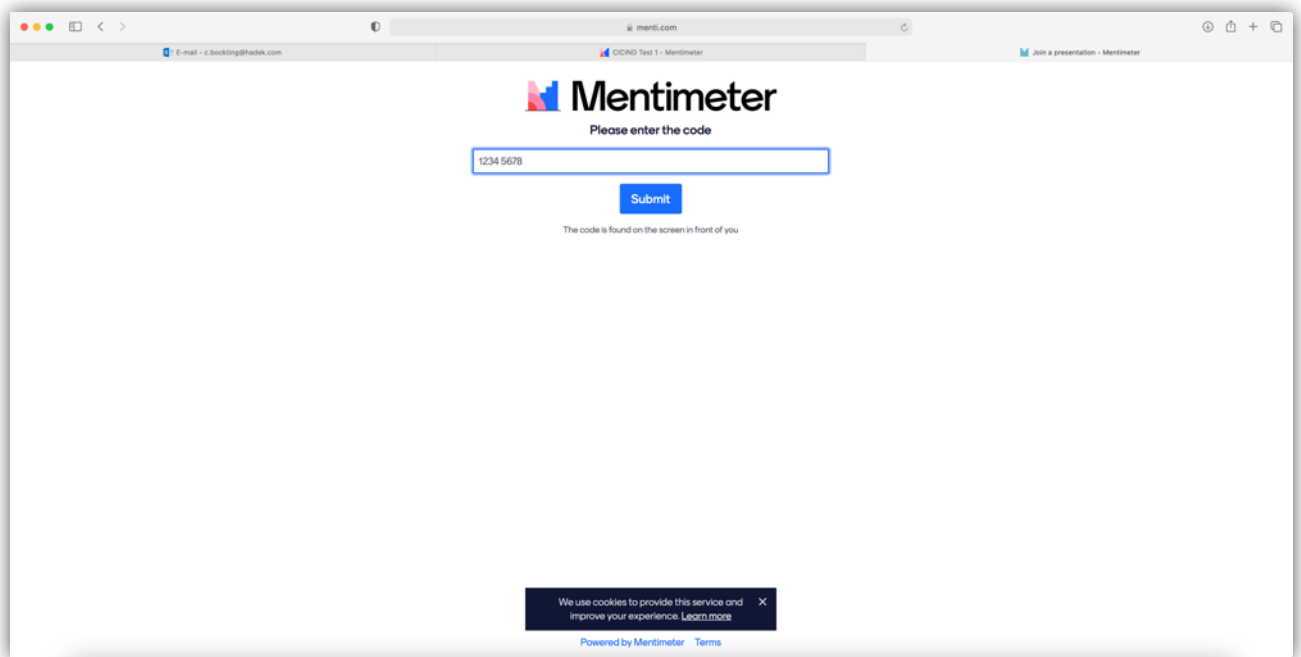 menti.com
E-mail - c.bockting@hadek.com
CICIND Test 1 - Mentimeter
Join a presentation - Mentimeter
Mentimeter
Please enter the code
1234 5678
Submit
The code is found on the screen in front of you
We use cookies to provide this service and
improve your experience. Learn more
Powered by Mentimeter Terms